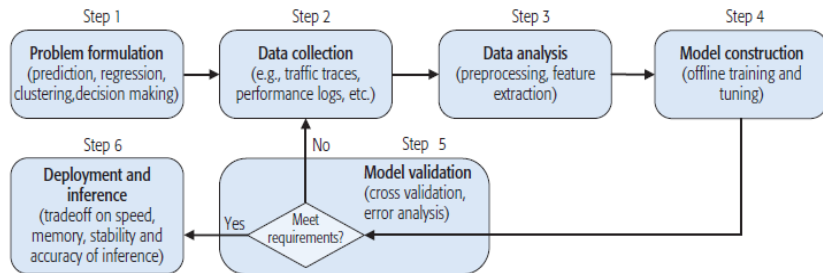 Step 1
Problem formulation
(prediction, regression,
clustering,decision making)
Step 2
Data collection
(e.g., traffic traces,
performance logs, etc.)
Step 3
Data analysis
(preprocessing, feature
extraction)
Step 4
Model construction
(offline training and
tuning)
Step 5
Model validation
(cross validation,
error analysis)
Meet
requirements?
No
Yes
Step 6
Deployment and
inference
(tradeoff on speed,
memory, stability and
accuracy of inference)